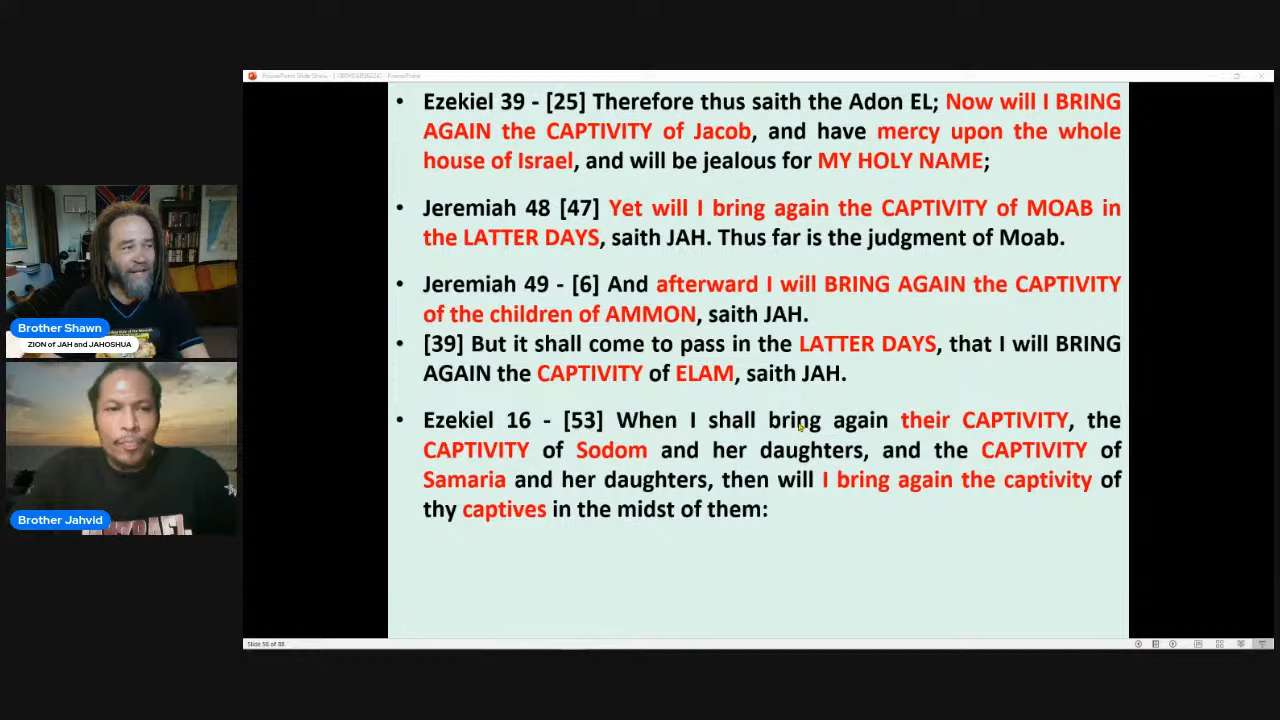 PowerPoint Slide Show - [
- PowerPoint
• Ezekiel 39 - [25] Therefore thus saith the Adon EL; Now will I BRING
AGAIN the CAPTIVITY of Jacob, and have mercy upon the whole
house of Israel, and will be jealous for MY HOLY NAME;
• Jeremiah 48 [47] Yet will I bring again the CAPTIVITY of MOAB in
the LATTER DAYS, saith JAH. Thus far is the judgment of Moab.
• Jeremiah 49 - [6] And afterward I will BRING AGAIN the CAPTIVITY
of the children of AMMON, saith JAH.
• [39] But it shall come to pass in the LATTER DAYS, that I will BRING
AGAIN the CAPTIVITY of ELAM, saith JAH.
• Ezekiel 16 - [53] When I shall bring again their CAPTIVITY, the
CAPTIVITY of Sodom and her daughters, and the CAPTIVITY of
Samaria and her daughters, then will I bring again the captivity of
thy captives in the midst of them:
Brother Shawn
ZION of JAH and JAHOSHUA
Brother Jahvid